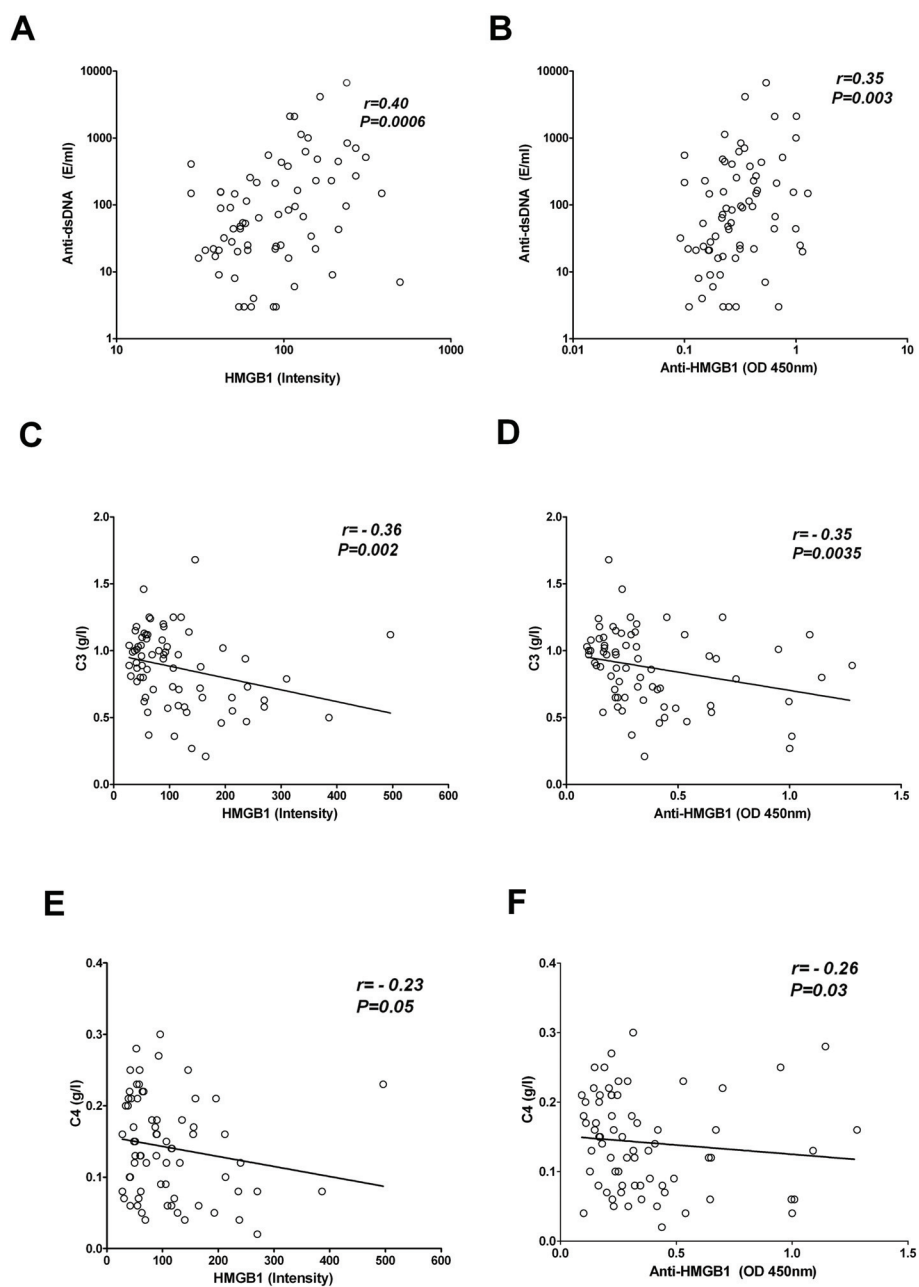 A
B
10000
1000
100
10
1
Anti-dsDNA (E/ml)
r=0.40
P=0.0006
10
100
1000
HMGB1 (Intensity)
10000
1000
100
10
1
Anti-dsDNA (E/ml)
r=0.35
P=0.003
0.01
0.1
1
10
Anti-HMGB1 (OD 450nm)
C
D
2.0
1.5
1.0
0.5
0.0
C3 (g/l)
r= - 0.36
P=0.002
0
100
200
300
400
500
600
HMGB1 (Intensity)
2.0
1.5
1.0
0.5
0.0
C3 (g/l)
r= - 0.35
P=0.0035
0.0
0.5
1.0
1.5
Anti-HMGB1 (OD 450nm)
E
F
0.4
0.3
0.2
0.1
0.0
C4 (g/l)
r= - 0.23
P=0.05
0
100
200
300
400
500
600
HMGB1 (Intensity)
0.4
0.3
0.2
0.1
0.0
C4 (g/l)
r= - 0.26
P=0.03
0.0
0.5
1.0
1.5
Anti-HMGB1 (OD 450nm)